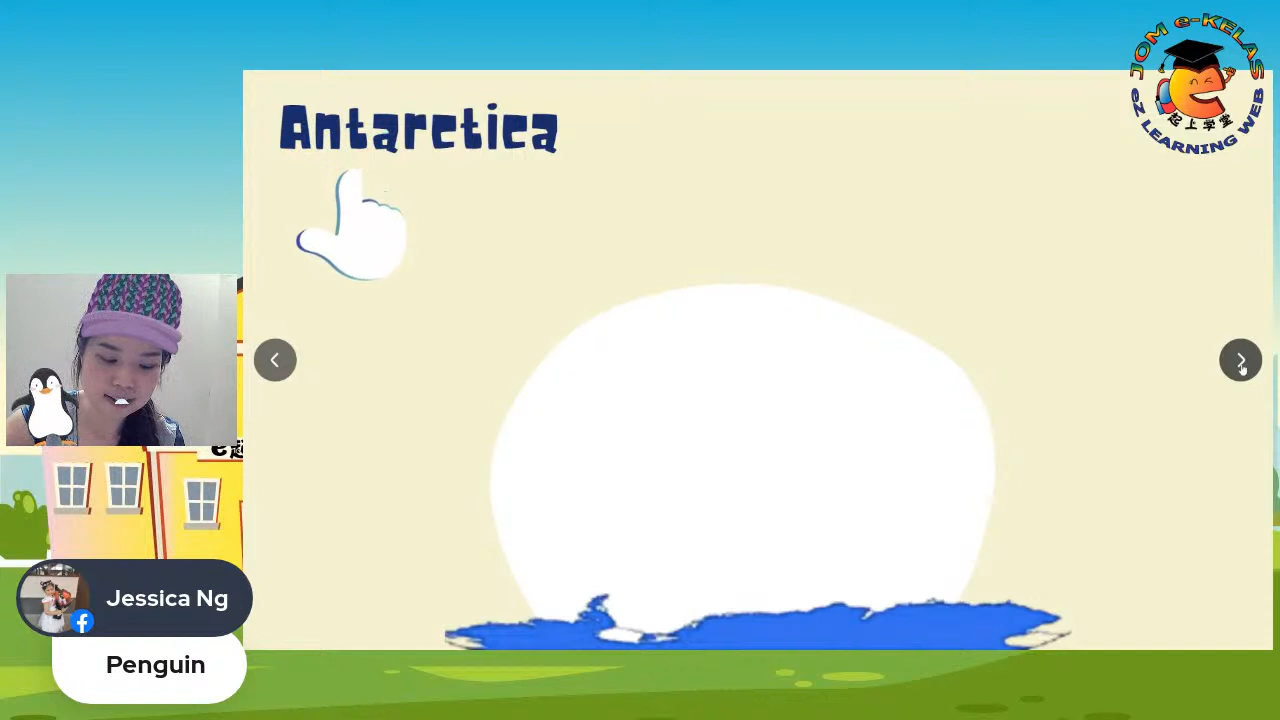 JOM e-KELAS
起上学堂
eZ LEARNING WEB
Antarctica
Jessica Ng
Penguin